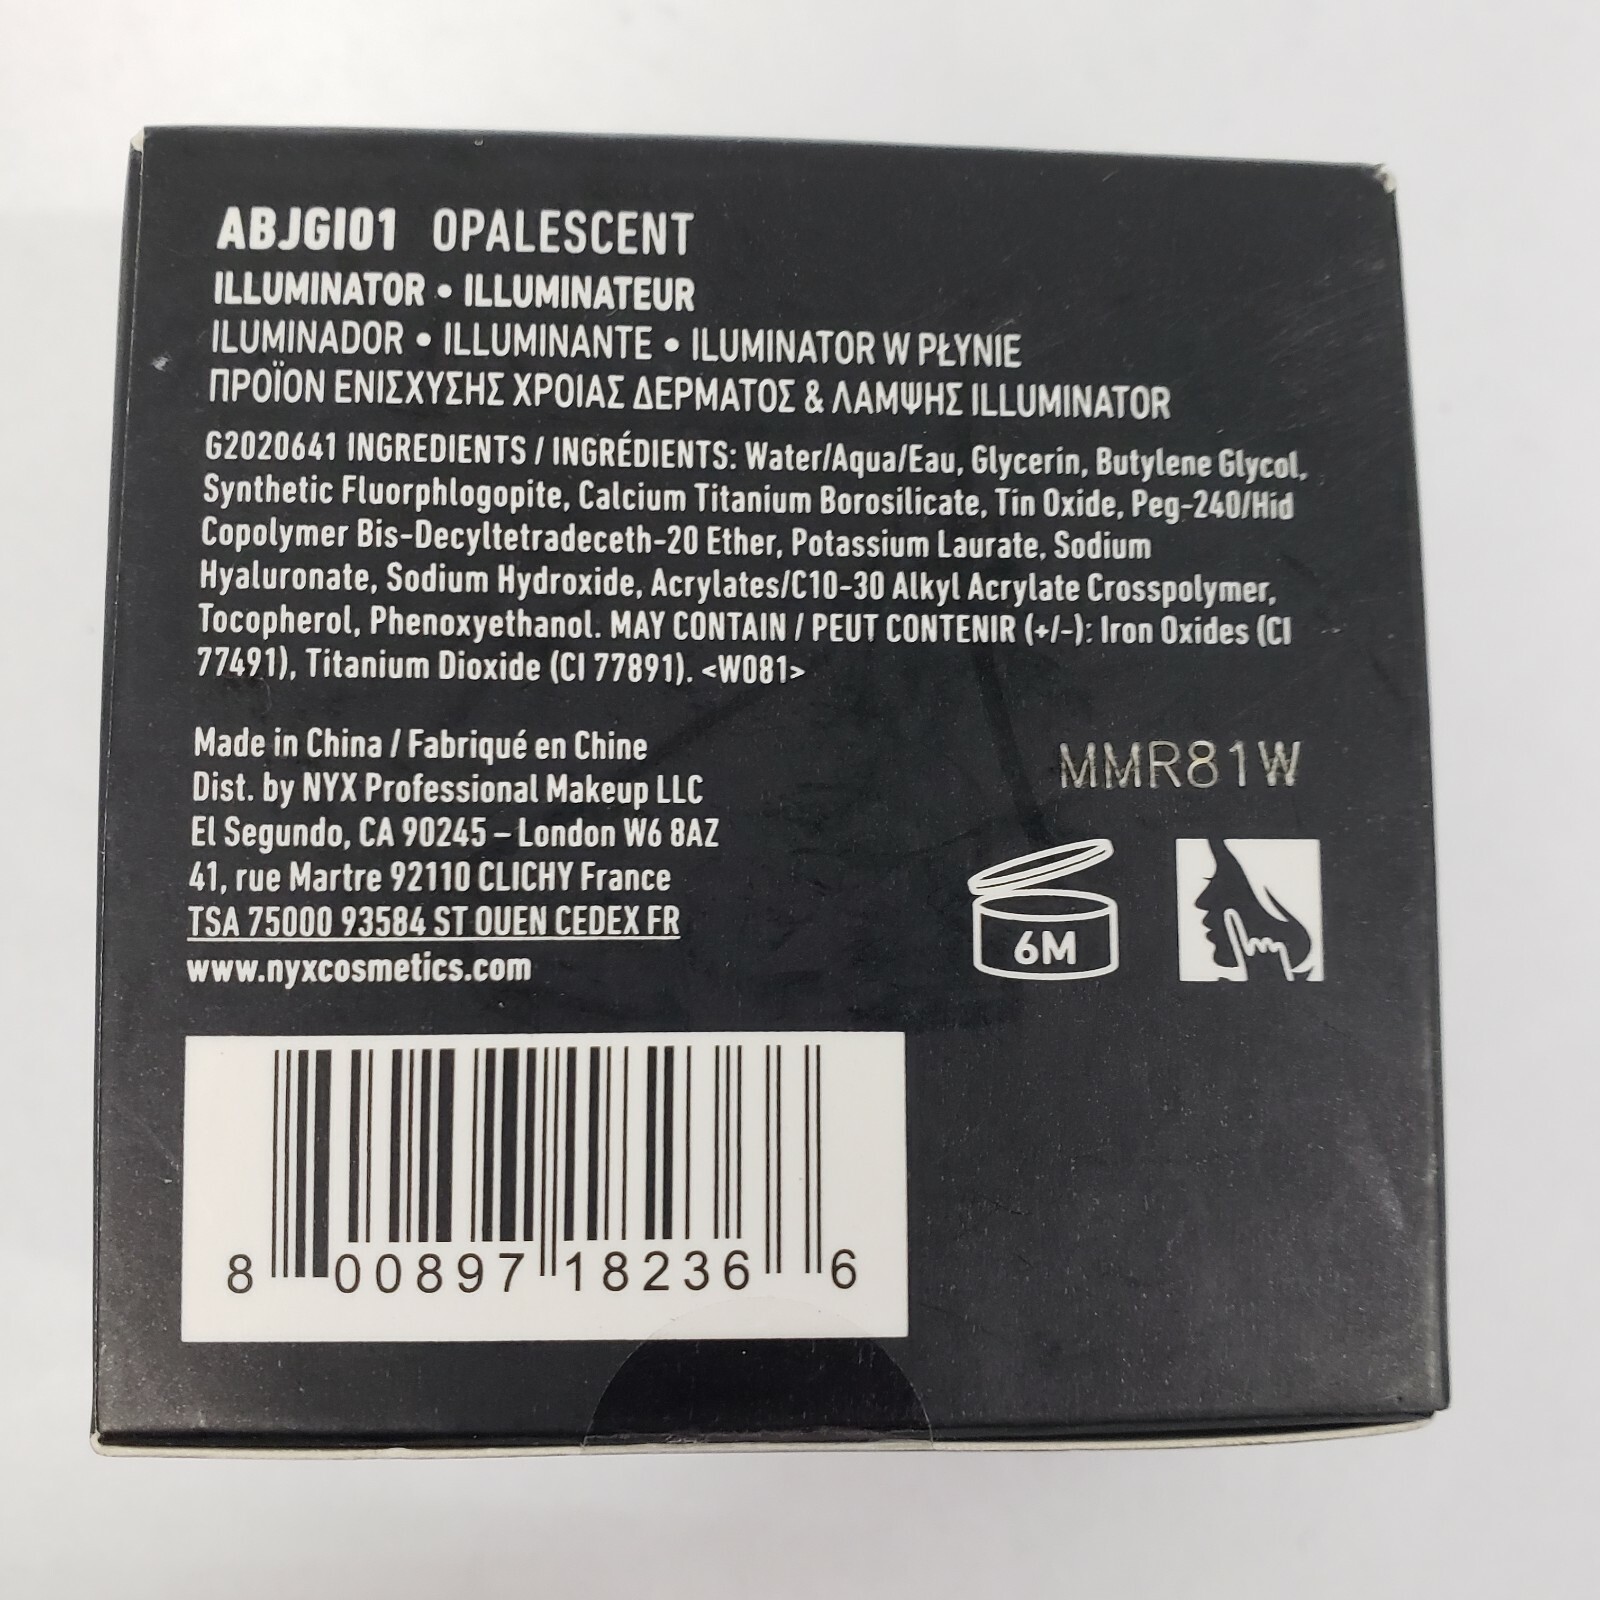 ABJGI01 OPALESCENT
ILLUMINATOR • ILLUMINATEUR
ILUMINADOR • ILLUMINANTE • ILUMINATOR W PŁYNIE
ΠΡΟΪΟΝ ΕΝΙΣΧΥΣΗΣ ΧΡΟΙΑΣ ΔΕΡΜΑΤΟΣ & ΛΑΜΨΗΣ ILLUMINATOR
G2020641 INGREDIENTS / INGRÉDIENTS: Water/Aqua/Eau, Glycerin, Butylene Glycol,
Synthetic Fluorphlogopite, Calcium Titanium Borosilicate, Tin Oxide, Peg-240/Hid
Copolymer Bis-Decyltetradeceth-20 Ether, Potassium Laurate, Sodium
Hyaluronate, Sodium Hydroxide, Acrylates/C10-30 Alkyl Acrylate Crosspolymer,
Tocopherol, Phenoxyethanol. MAY CONTAIN / PEUT CONTENIR (+/-): Iron Oxides (CI
77491), Titanium Dioxide (CI 77891). <W081>
Made in China / Fabriqué en Chine
Dist. by NYX Professional Makeup LLC
El Segundo, CA 90245 – London W6 8AZ
41, rue Martre 92110 CLICHY France
TSA 75000 93584 ST OUEN CEDEX FR
www.nyxcosmetics.com
MMR81W
6M
8 00897 18236 6